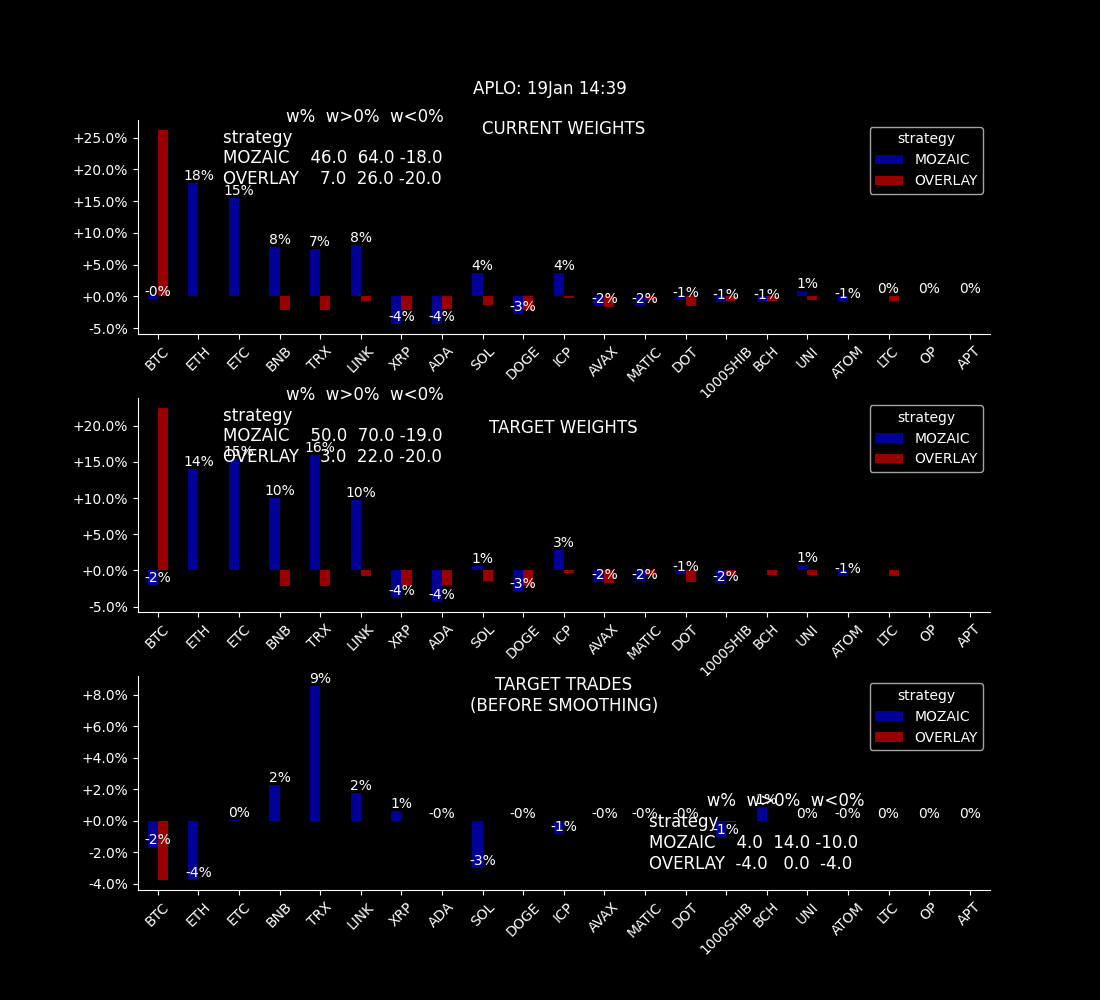 APLO: 19Jan 14:39
w%  w>0%  w<0%
strategy
MOZAIC    46.0  64.0 -18.0
OVERLAY    7.0  26.0 -20.0
CURRENT WEIGHTS
strategy
MOZAIC
OVERLAY
+25.0%
+20.0%
+15.0%
+10.0%
+5.0%
+0.0%
-5.0%
-0% 18% 15% 8% 7% 8% -4% -4% 4% -3% 4% -2% -2% -1% -1% -1% 1% -1% 0% 0% 0%
BTC ETH ETC BNB TRX LINK XRP ADA SOL DOGE ICP AVAX MATIC DOT 1000SHIB BCH UNI ATOM LTC OP APT
w%  w>0%  w<0%
strategy
MOZAIC    50.0  70.0 -19.0
OVERLAY    3.0  22.0 -20.0
TARGET WEIGHTS
strategy
MOZAIC
OVERLAY
+20.0%
+15.0%
+10.0%
+5.0%
+0.0%
-5.0%
-2% 14% 15% 10% 16% 10% -4% -4% 1% -3% 3% -2% -2% -1% -2% 1% -1%
BTC ETH ETC BNB TRX LINK XRP ADA SOL DOGE ICP AVAX MATIC DOT 1000SHIB BCH UNI ATOM LTC OP APT
TARGET TRADES
(BEFORE SMOOTHING)
strategy
MOZAIC
OVERLAY
+8.0%
+6.0%
+4.0%
+2.0%
+0.0%
-2.0%
-4.0%
-2% -4% 0% 2% 9% 2% 1% -0% -3% -0% -1% -0% -0% -0% -1% 1% 0% -0% 0% 0% 0%
w%  w>0%  w<0%
strategy
MOZAIC    4.0  14.0 -10.0
OVERLAY  -4.0   0.0  -4.0
BTC ETH ETC BNB TRX LINK XRP ADA SOL DOGE ICP AVAX MATIC DOT 1000SHIB BCH UNI ATOM LTC OP APT